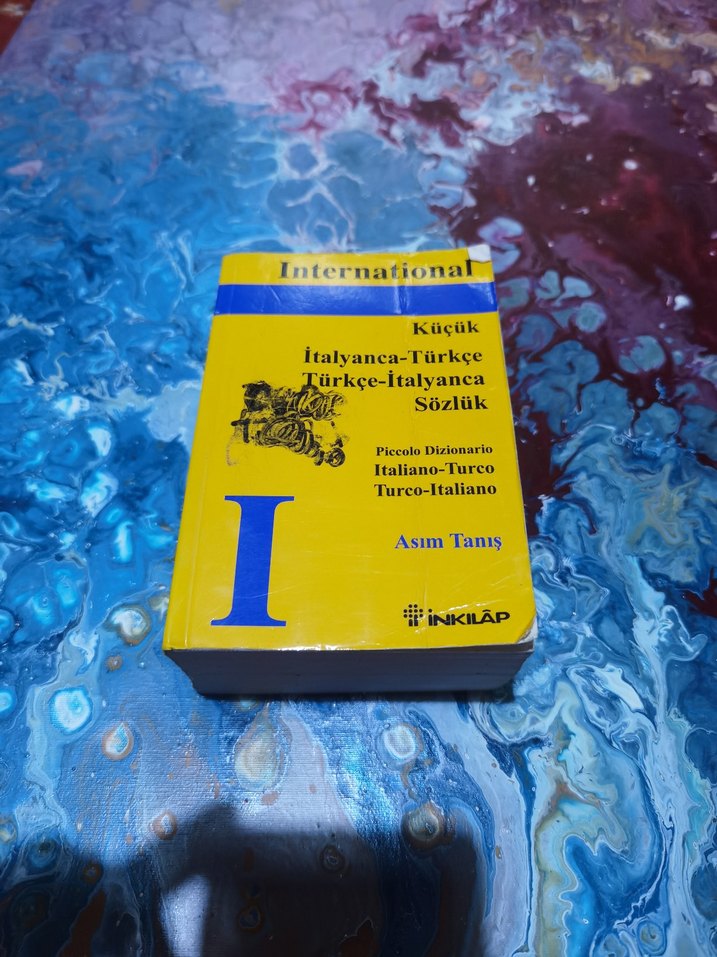 International
Küçük
İtalyanca-Türkçe
Türkçe-İtalyanca
Sözlük
Piccolo Dizionario
Italiano-Turco
Turco-Italiano
I
Asım Tanış
İNKILÂP